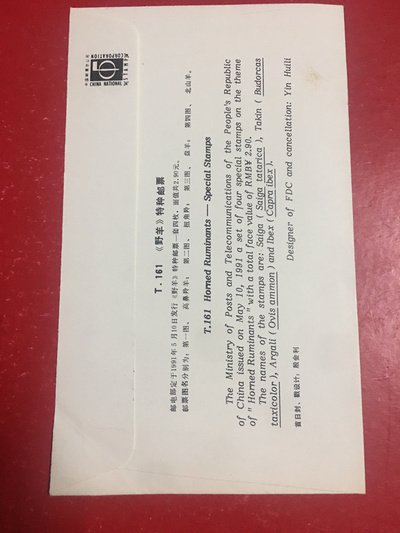 T.161 《野羊》特种邮票
邮电部定于1991年5月10日发行《野羊》特种邮票一套四枚，面值共2.90元。
邮票图名分别为：第一图、高鼻羚羊；第二图、扭角羚；第三图、盘羊；第四图、北山羊。
T.161 Horned Ruminants — Special Stamps
The Ministry of Posts and Telecommunications of the People's Republic
of China issued on May 10, 1991 a set of four special stamps on the theme
of "Horned Ruminants" with a total face value of RMB¥ 2.90.
The names of the stamps are: Saiga (Saiga tatarica), Takin (Budorcas
taxicolor), Argali (Ovis ammon) and Ibex (Capra ibex).
Designer of FDC and cancellation: Yin Huili
首日封、戳设计：殷会利
CHINA NATIONAL
STAMP
CORPORATION